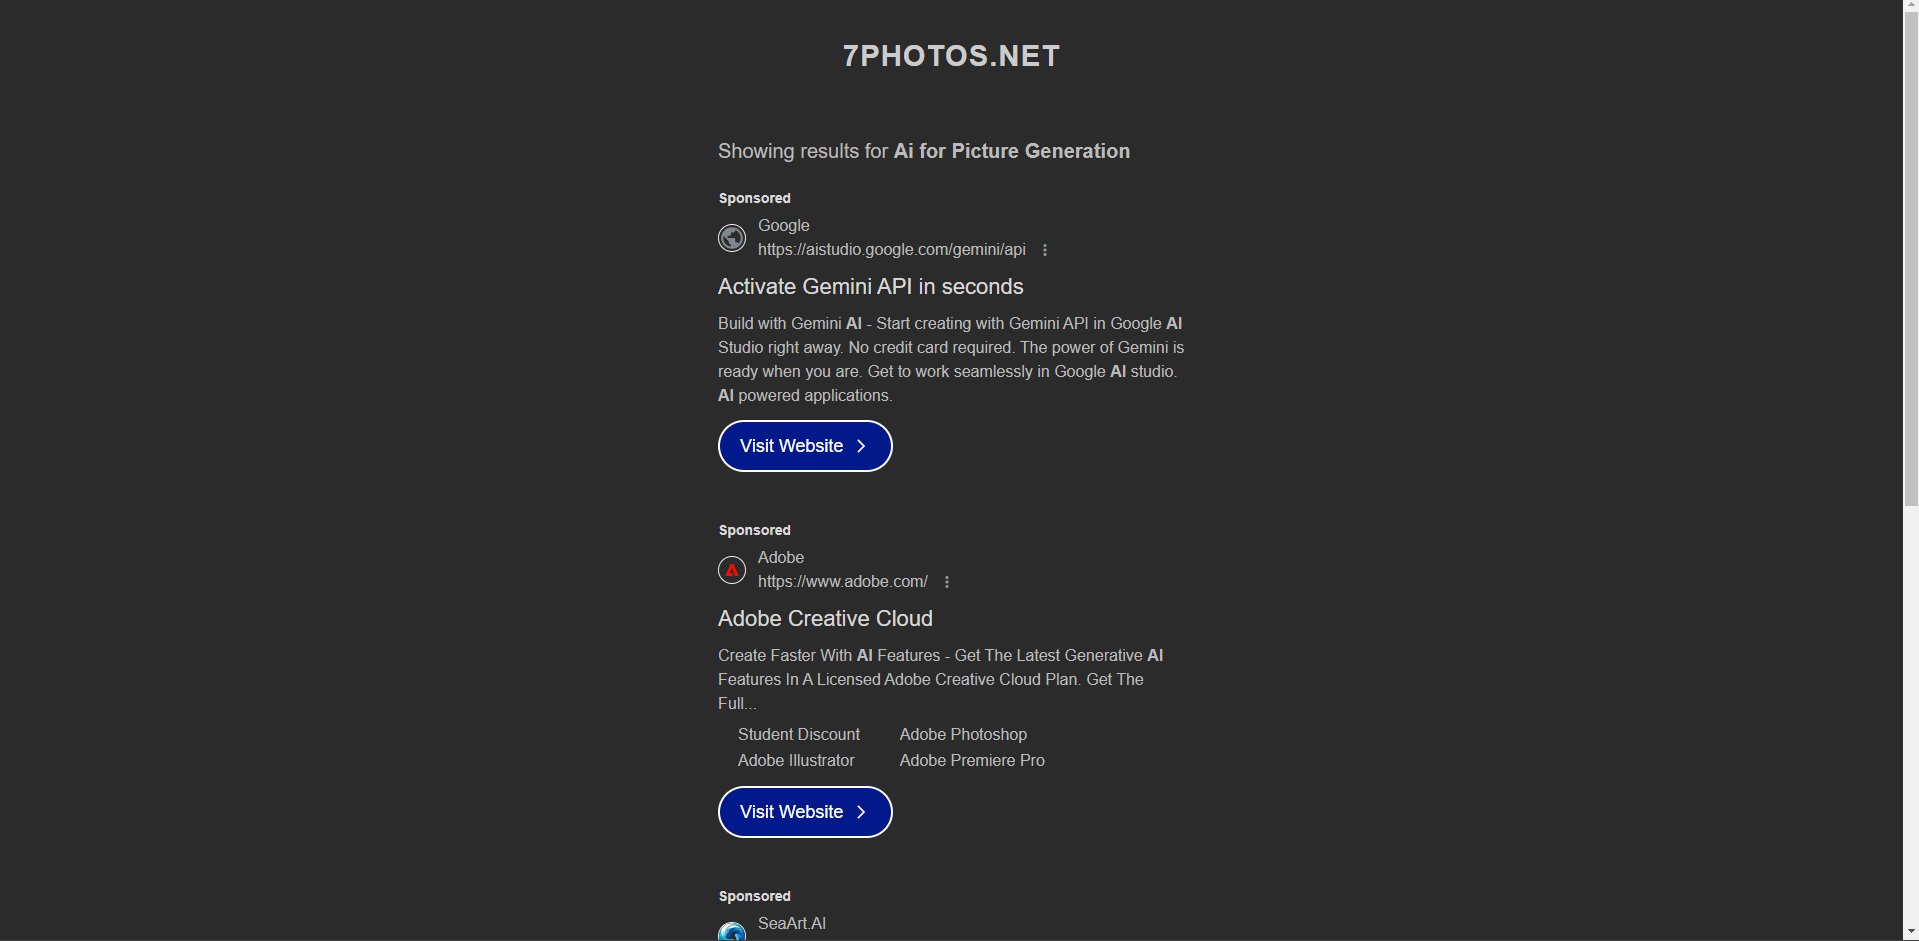 7PHOTOS.NET
Showing results for Ai for Picture Generation
Sponsored
Google
https://aistudio.google.com/gemini/api
Activate Gemini API in seconds
Build with Gemini AI - Start creating with Gemini API in Google AI
Studio right away. No credit card required. The power of Gemini is
ready when you are. Get to work seamlessly in Google AI studio.
AI powered applications.
Visit Website
Sponsored
Adobe
https://www.adobe.com/
Adobe Creative Cloud
Create Faster With AI Features - Get The Latest Generative AI
Features In A Licensed Adobe Creative Cloud Plan. Get The
Full...
Student Discount Adobe Photoshop
Adobe Illustrator Adobe Premiere Pro
Visit Website
Sponsored
SeaArt.AI